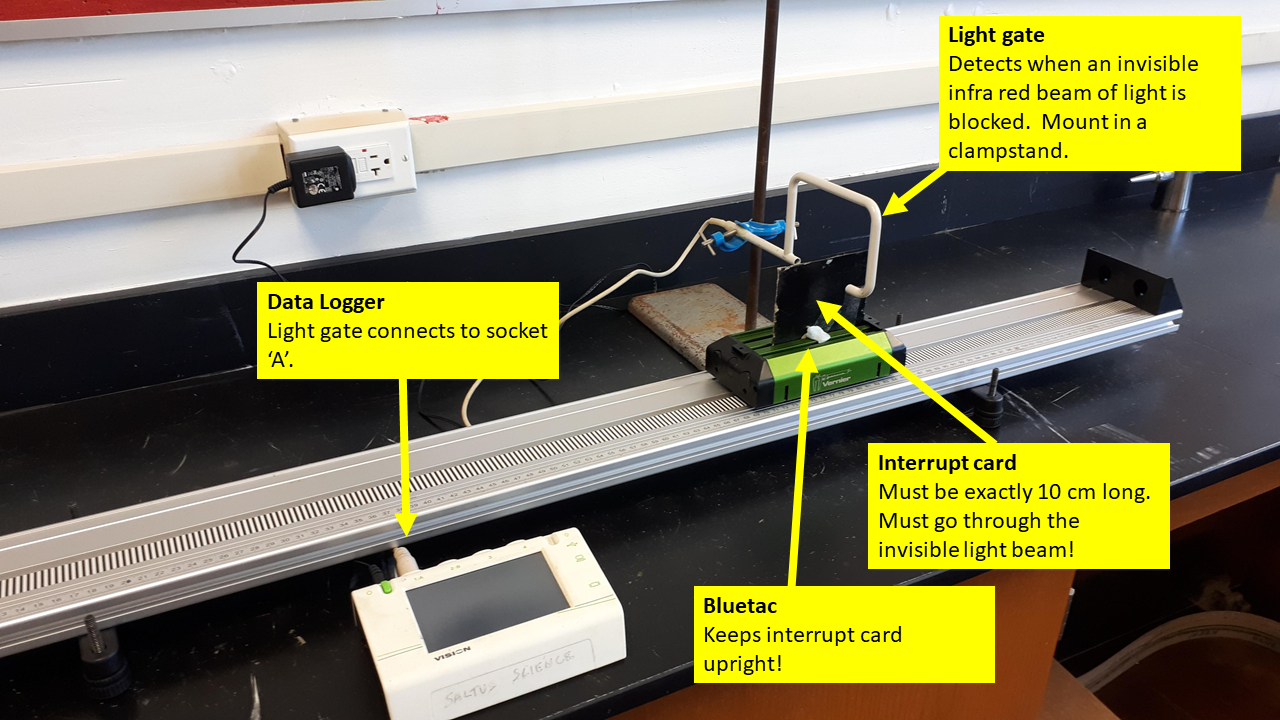 Light gate
Detects when an invisible
infra red beam of light is
blocked. Mount in a
clampstand.
Data Logger
Light gate connects to socket
‘A’.
Interrupt card
Must be exactly 10 cm long.
Must go through the
invisible light beam!
Bluetac
Keeps interrupt card
upright!
Vernier
VISION
SALTUS SCIENCE